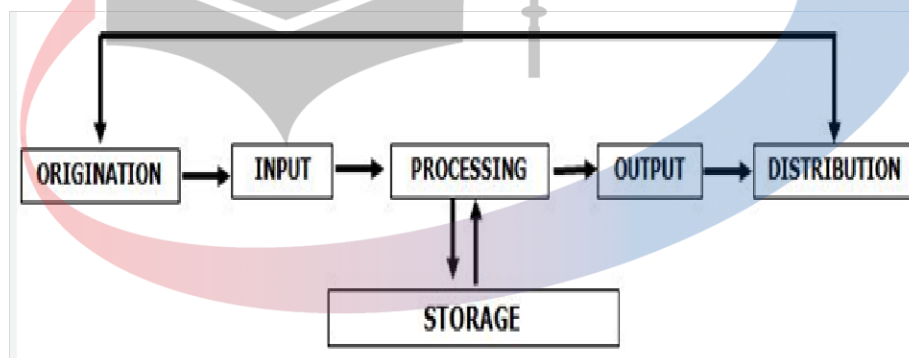 ORIGINATION
INPUT
PROCESSING
OUTPUT
DISTRIBUTION
STORAGE